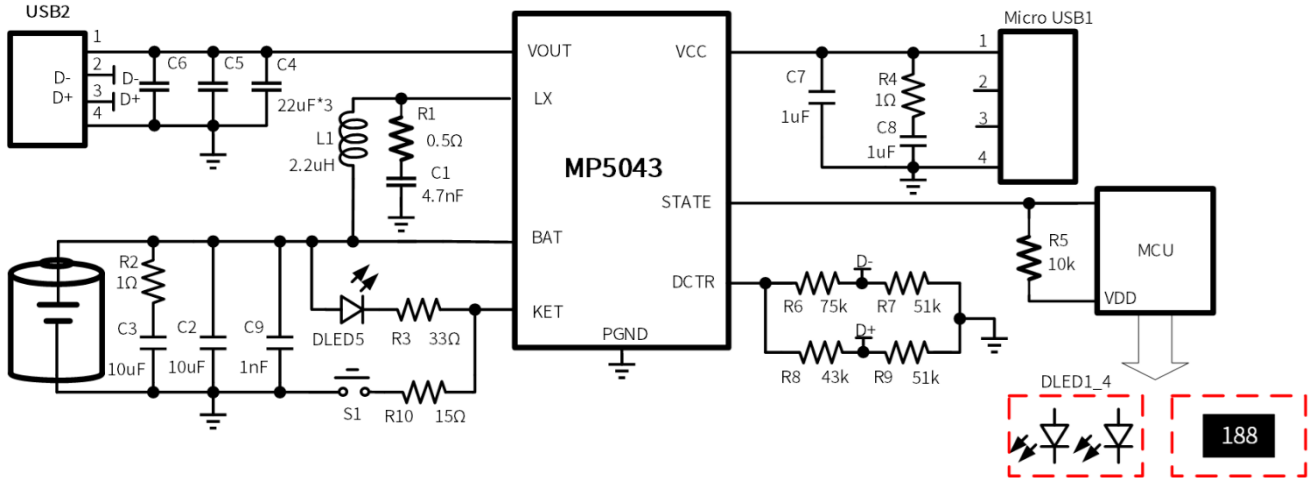 USB2
Micro USB1
1
VOUT
VCC
1
2
D-
D-
C6
C5
C4
C7
R4
1Ω
2
3
D+
D+
22uF*3
LX
1uF
4
R1
C8
3
L1
0.5Ω
1uF
4
2.2uH
MP5043
C1
4.7nF
STATE
BAT
R5
MCU
R2
10k
1Ω
D-
DCTR
VDD
KET
R6
75k
R7
51k
C3
C2
C9
DLED5
R3
33Ω
PGND
D+
10uF
10uF
1nF
R8
43k
R9
51k
DLED1_4
S1
R10
15Ω
188